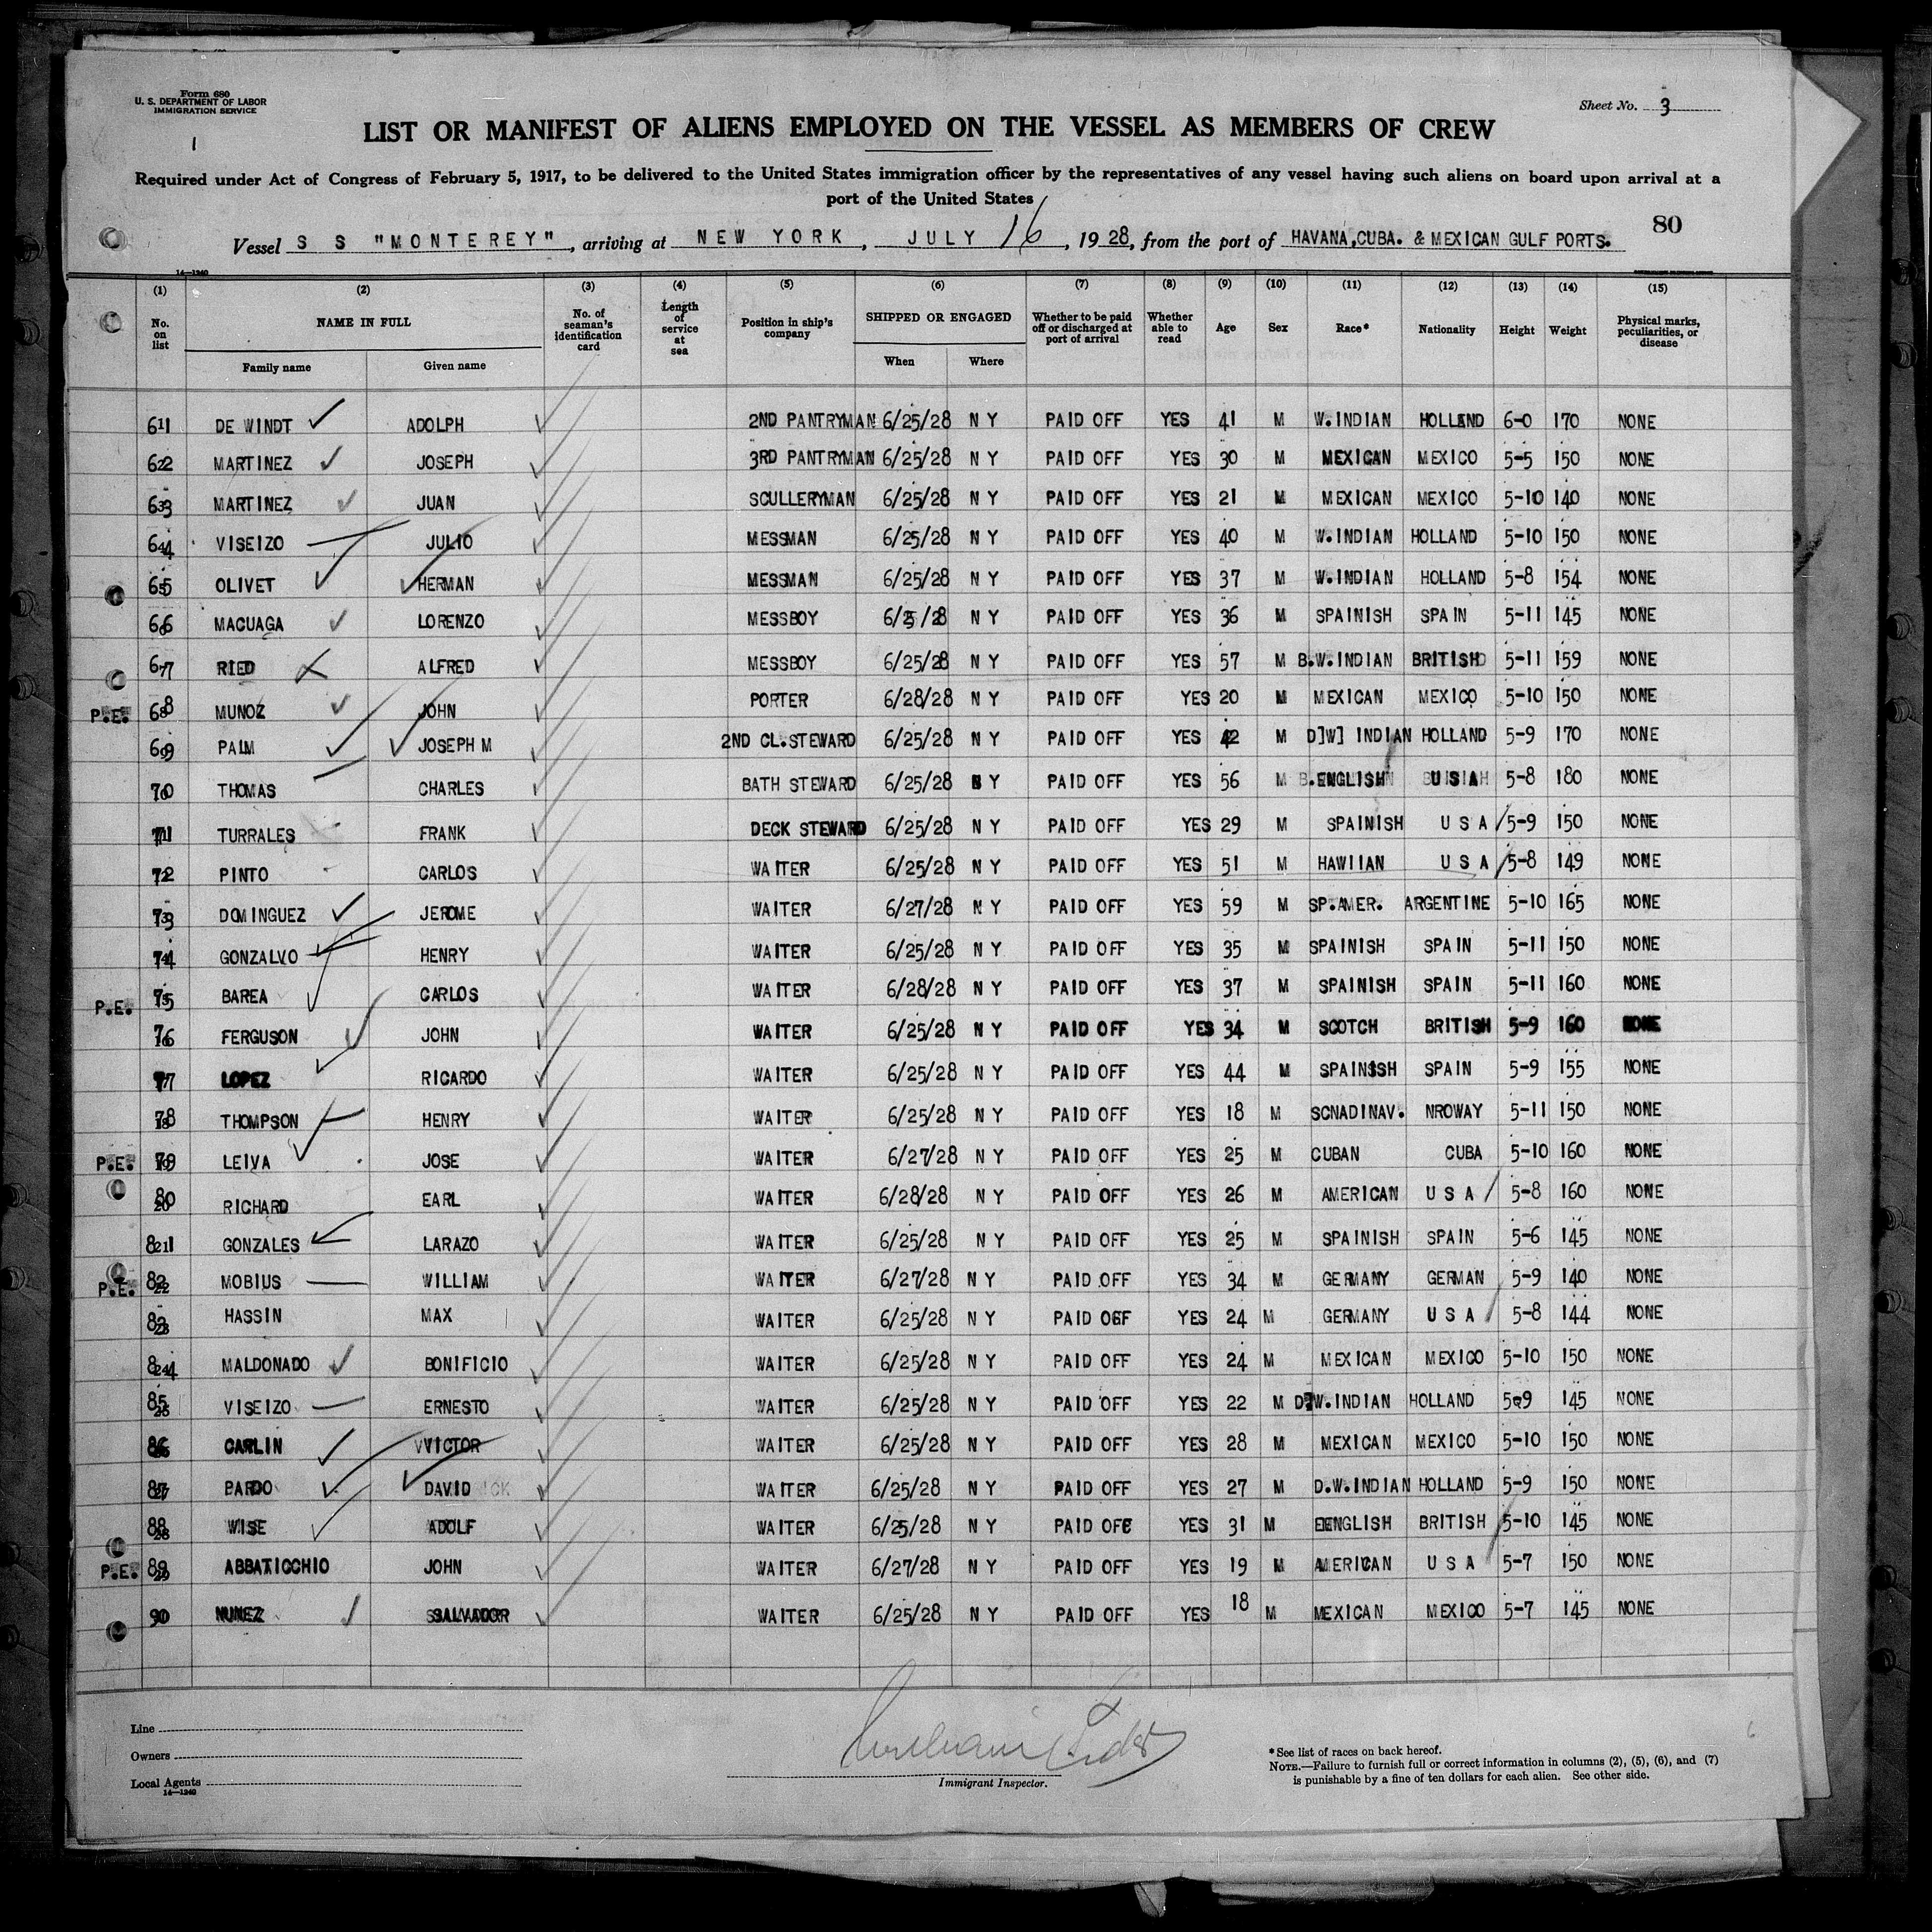 Form 680
U. S. DEPARTMENT OF LABOR
IMMIGRATION SERVICE
1
Sheet No. 3
LIST OR MANIFEST OF ALIENS EMPLOYED ON THE VESSEL AS MEMBERS OF CREW
Required under Act of Congress of February 5, 1917, to be delivered to the United States immigration officer by the representatives of any vessel having such aliens on board upon arrival at a
port of the United States
80
Vessel S S "MONTEREY", arriving at NEW YORK, JULY 16, 1928, from the port of HAVANA, CUBA. & MEXICAN GULF PORTS.
14—1240
(1) (2) (3) (4) (5) (6) (7) (8) (9) (10) (11) (12) (13) (14) (15)
No. on list NAME IN FULL Family name Given name No. of seaman's identification card Length of service at sea Position in ship's company SHIPPED OR ENGAGED When Where Whether to be paid off or discharged at port of arrival Whether able to read Age Sex Race* Nationality Height Weight Physical marks, peculiarities, or disease
61 DE WINDT ADOLPH 2ND PANTRYMAN 6/25/28 N Y PAID OFF YES 41 M W.INDIAN HOLLAND 6-0 170 NONE
62 MARTINEZ JOSEPH 3RD PANTRYMAN 6/25/28 N Y PAID OFF YES 30 M MEXICAN MEXICO 5-5 150 NONE
63 MARTINEZ JUAN SCULLERYMAN 6/25/28 N Y PAID OFF YES 21 M MEXICAN MEXICO 5-10 140 NONE
64 VISEIZO JULIO MESSMAN 6/25/28 N Y PAID OFF YES 40 M W.INDIAN HOLLAND 5-10 150 NONE
65 OLIVET HERMAN MESSMAN 6/25/28 N Y PAID OFF YES 37 M W.INDIAN HOLLAND 5-8 154 NONE
66 MACUAGA LORENZO MESSBOY 6/25/28 N Y PAID OFF YES 36 M SPAINISH SPAIN 5-11 145 NONE
67 RIED ALFRED MESSBOY 6/25/28 N Y PAID OFF YES 57 M B.W.INDIAN BRITISH 5-11 159 NONE
P.E. 68 MUNOZ JOHN PORTER 6/28/28 N Y PAID OFF YES 20 M MEXICAN MEXICO 5-10 150 NONE
69 PALM JOSEPH M 2ND CL.STEWARD 6/25/28 N Y PAID OFF YES 42 M D]W] INDIAN HOLLAND 5-9 170 NONE
70 THOMAS CHARLES BATH STEWARD 6/25/28 N Y PAID OFF YES 56 M ENGLISH 5-8 180 NONE
71 TURRALES FRANK DECK STEWARD 6/25/28 N Y PAID OFF YES 29 M SPAINISH U S A 5-9 150 NONE
72 PINTO CARLOS WAITER 6/25/28 N Y PAID OFF YES 51 M HAWIIAN U S A 5-8 149 NONE
73 DOMINGUEZ JEROME WAITER 6/27/28 N Y PAID OFF YES 59 M SP.AMER. ARGENTINE 5-10 165 NONE
74 GONZALVO HENRY WAITER 6/25/28 N Y PAID OFF YES 35 M SPAINISH SPAIN 5-11 150 NONE
P.E. 75 BAREA CARLOS WAITER 6/28/28 N Y PAID OFF YES 37 M SPAINISH SPAIN 5-11 160 NONE
76 FERGUSON JOHN WAITER 6/25/28 N Y PAID OFF YES 34 M SCOTCH BRITISH 5-9 160 NONE
77 LOPEZ RICARDO WAITER 6/25/28 N Y PAID OFF YES 44 M SPAINSSH SPAIN 5-9 155 NONE
78 THOMPSON HENRY WAITER 6/25/28 N Y PAID OFF YES 18 M SCNADINAV. NROWAY 5-11 150 NONE
P.E. 79 LEIVA JOSE WAITER 6/27/28 N Y PAID OFF YES 25 M CUBAN CUBA 5-10 160 NONE
80 RICHARD EARL WAITER 6/28/28 N Y PAID OFF YES 26 M AMERICAN U S A 5-8 160 NONE
81 GONZALES LARAZO WAITER 6/25/28 N Y PAID OFF YES 25 M SPAINISH SPAIN 5-6 145 NONE
P.E. 82 MOBIUS WILLIAM WAITER 6/27/28 N Y PAID OFF YES 34 M GERMANY GERMAN 5-9 140 NONE
83 HASSIN MAX WAITER 6/25/28 N Y PAID OGF YES 24 M GERMANY U S A 5-8 144 NONE
84 MALDONADO BONIFICIO WAITER 6/25/28 N Y PAID OFF YES 24 M MEXICAN MEXICO 5-10 150 NONE
85 VISEIZO ERNESTO WAITER 6/25/28 N Y PAID OFF YES 22 M D.W.INDIAN HOLLAND 5-9 145 NONE
86 CARLIN VICTOR WAITER 6/25/28 N Y PAID OFF YES 28 M MEXICAN MEXICO 5-10 150 NONE
87 PARDO DAVID WAITER 6/25/28 N Y PAID OFF YES 27 M D.W.INDIAN HOLLAND 5-9 150 NONE
88 WISE ADOLF WAITER 6/25/28 N Y PAID OFF YES 31 M ENGLISH BRITISH 5-10 145 NONE
P.E. 89 ABBATICCHIO JOHN WAITER 6/27/28 N Y PAID OFF YES 19 M AMERICAN U S A 5-7 150 NONE
90 NUNEZ SALVADOR WAITER 6/25/28 N Y PAID OFF YES 18 M MEXICAN MEXICO 5-7 145 NONE
Line
Owners
Local Agents
14—1240
Immigrant Inspector.
*See list of races on back hereof.
NOTE.—Failure to furnish full or correct information in columns (2), (5), (6), and (7)
is punishable by a fine of ten dollars for each alien. See other side.